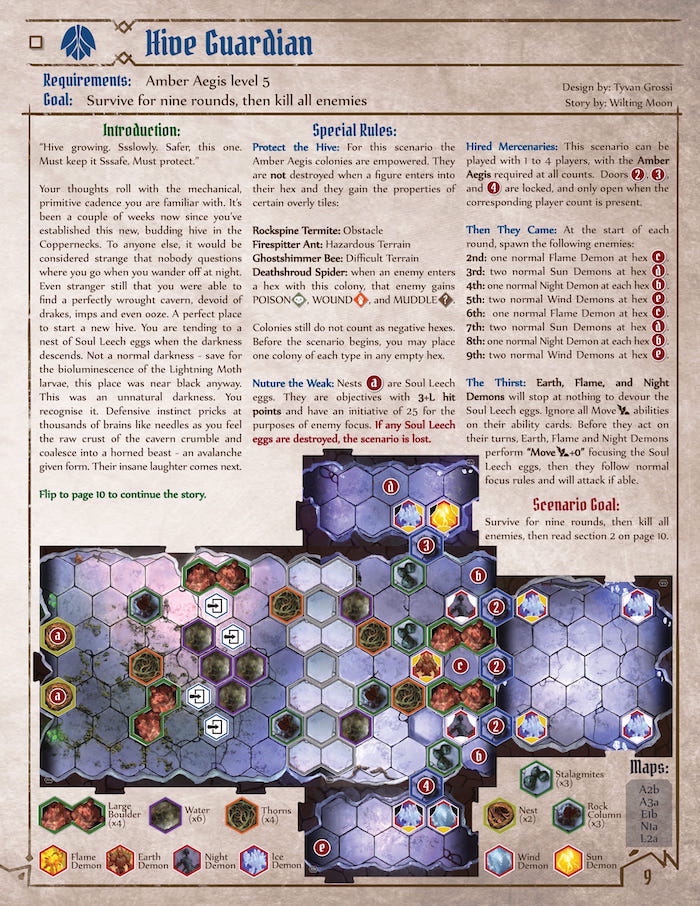 Hive Guardian
Requirements: Amber Aegis level 5
Goal: Survive for nine rounds, then kill all enemies
Design by: Tyvan Grossi
Story by: Wilting Moon
Introduction:
"Hive growing. Ssslowly. Safer, this one.
Must keep it Sssafe. Must protect."
Your thoughts roll with the mechanical,
primitive cadence you are familiar with. It's
been a couple of weeks now since you've
established this new, budding hive in the
Coppernecks. To anyone else, it would be
considered strange that nobody questions
where you go when you wander off at night.
Even stranger still that you were able to
find a perfectly wrought cavern, devoid of
drakes, imps and even ooze. A perfect place
to start a new hive. You are tending to a
nest of Soul Leech eggs when the darkness
descends. Not a normal darkness - save for
the bioluminescence of the Lightning Moth
larvae, this place was near black anyway.
This was an unnatural darkness. You
recognise it. Defensive instinct pricks at
thousands of brains like needles as you feel
the raw crust of the cavern crumble and
coalesce into a horned beast - an avalanche
given form. Their insane laughter comes next.
Flip to page 10 to continue the story.
Special Rules:
Protect the Hive: For this scenario the
Amber Aegis colonies are empowered. They
are not destroyed when a figure enters into
their hex and they gain the properties of
certain overly tiles:
Rockspine Termite: Obstacle
Firespitter Ant: Hazardous Terrain
Ghostshimmer Bee: Difficult Terrain
Deathshroud Spider: when an enemy enters
a hex with this colony, that enemy gains
POISON, WOUND, and MUDDLE.
Colonies still do not count as negative hexes.
Before the scenario begins, you may place
one colony of each type in any empty hex.
Nuture the Weak: Nests a are Soul Leech
eggs. They are objectives with 3+L hit
points and have an initiative of 25 for the
purposes of enemy focus. If any Soul Leech
eggs are destroyed, the scenario is lost.
Hired Mercenaries: This scenario can be
played with 1 to 4 players, with the Amber
Aegis required at all counts. Doors 2, 3,
and 4 are locked, and only open when the
corresponding player count is present.
Then They Came: At the start of each
round, spawn the following enemies:
2nd: one normal Flame Demon at hex c
3rd: two normal Sun Demons at hex d
4th: one normal Night Demon at each hex b
5th: two normal Wind Demons at hex e
6th: one normal Flame Demon at hex c
7th: two normal Sun Demons at hex d
8th: one normal Night Demon at each hex b
9th: two normal Wind Demons at hex e
The Thirst: Earth, Flame, and Night
Demons will stop at nothing to devour the
Soul Leech eggs. Ignore all Move abilities
on their ability cards. Before they act on
their turns, Earth, Flame and Night Demons
perform "Move +0" focusing the Soul
Leech eggs, then they follow normal
focus rules and will attack if able.
Scenario Goal:
Survive for nine rounds, then kill all
enemies, then read section 2 on page 10.
d
3
b
2
a
c
2
a
2
b
4
e
Large
Boulder
(x4)
Water
(x6)
Thorns
(x4)
Stalagmites
(x3)
Nest
(x2)
Rock
Column
(x3)
Flame
Demon
Earth
Demon
Night
Demon
Ice
Demon
Wind
Demon
Sun
Demon
Maps:
A2b
A3a
E1b
N1a
L2a
9